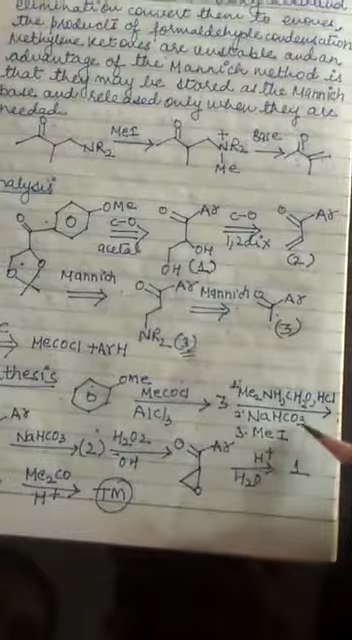 elimination convert them to enones,
the products of formaldehyde condensation
Methylene ketones are unstable and an
advantage of the Mannich method is
that they may be stored as the Mannich
base and released only when they are
needed.
O O + O
NR2 MeI NR2 Base
Me
nalysis
O OMe C-O O Ar C-O O Ar
acetal OH 1,2diX (2)
OH (1)
O O Mannich O Ar Mannich O Ar
NR2 (3) (3)
MeCOCl + ArH
thesis OMe MeCOCl 3 1. Me2NH,CH2O,HCl
AlCl3 2. NaHCO3
3. MeI
Ar
NaHCO3 (2) H2O2 O Ar H+ 1
OH O H2O
Me2CO TM
H+